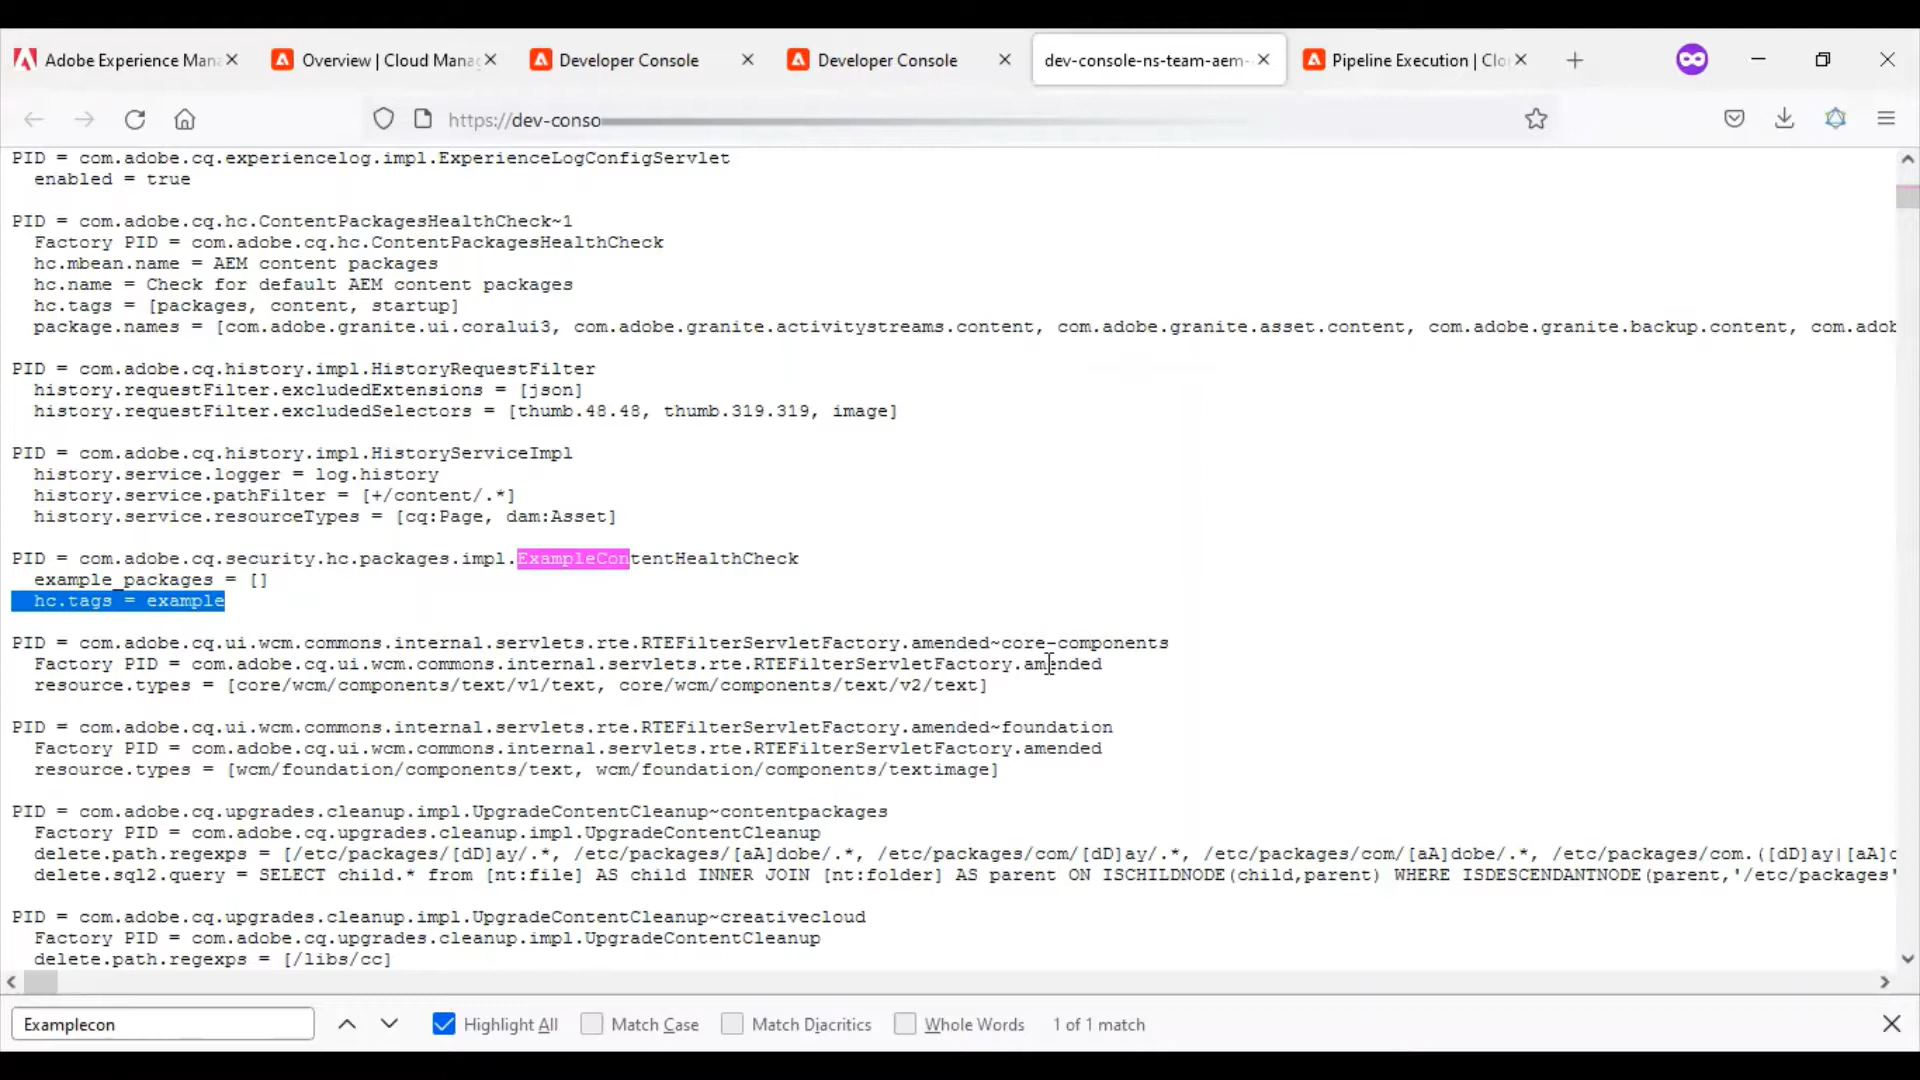 Adobe Experience Mana
Overview | Cloud Manag
Developer Console
Developer Console
dev-console-ns-team-aem-
Pipeline Execution | Clo
https://dev-conso
PID = com.adobe.cq.experiencelog.impl.ExperienceLogConfigServlet
enabled = true
PID = com.adobe.cq.hc.ContentPackagesHealthCheck~1
Factory PID = com.adobe.cq.hc.ContentPackagesHealthCheck
hc.mbean.name = AEM content packages
hc.name = Check for default AEM content packages
hc.tags = [packages, content, startup]
package.names = [com.adobe.granite.ui.coralui3, com.adobe.granite.activitystreams.content, com.adobe.granite.asset.content, com.adobe.granite.backup.content, com.adob
PID = com.adobe.cq.history.impl.HistoryRequestFilter
history.requestFilter.excludedExtensions = [json]
history.requestFilter.excludedSelectors = [thumb.48.48, thumb.319.319, image]
PID = com.adobe.cq.history.impl.HistoryServiceImpl
history.service.logger = log.history
history.service.pathFilter = [+/content/.*]
history.service.resourceTypes = [cq:Page, dam:Asset]
PID = com.adobe.cq.security.hc.packages.impl.ExampleContentHealthCheck
example_packages = []
hc.tags = example
PID = com.adobe.cq.ui.wcm.commons.internal.servlets.rte.RTEFilterServletFactory.amended~core-components
Factory PID = com.adobe.cq.ui.wcm.commons.internal.servlets.rte.RTEFilterServletFactory.amended
resource.types = [core/wcm/components/text/v1/text, core/wcm/components/text/v2/text]
PID = com.adobe.cq.ui.wcm.commons.internal.servlets.rte.RTEFilterServletFactory.amended~foundation
Factory PID = com.adobe.cq.ui.wcm.commons.internal.servlets.rte.RTEFilterServletFactory.amended
resource.types = [wcm/foundation/components/text, wcm/foundation/components/textimage]
PID = com.adobe.cq.upgrades.cleanup.impl.UpgradeContentCleanup~contentpackages
Factory PID = com.adobe.cq.upgrades.cleanup.impl.UpgradeContentCleanup
delete.path.regexps = [/etc/packages/[dD]ay/.*, /etc/packages/[aA]dobe/.*, /etc/packages/com/[dD]ay/.*, /etc/packages/com/[aA]dobe/.*, /etc/packages/com.([dD]ay|[aA]c
delete.sql2.query = SELECT child.* from [nt:file] AS child INNER JOIN [nt:folder] AS parent ON ISCHILDNODE(child,parent) WHERE ISDESCENDANTNODE(parent,'/etc/packages'
PID = com.adobe.cq.upgrades.cleanup.impl.UpgradeContentCleanup~creativecloud
Factory PID = com.adobe.cq.upgrades.cleanup.impl.UpgradeContentCleanup
delete.path.regexps = [/libs/cc]
Examplecon
Highlight All
Match Case
Match Diacritics
Whole Words
1 of 1 match